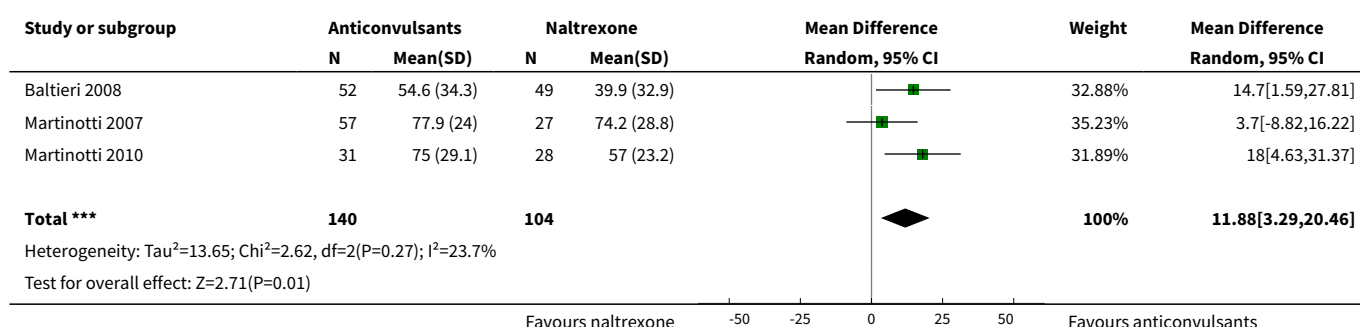 Study or subgroup Anticonvulsants Naltrexone Mean Difference Weight Mean Difference
N Mean(SD) N Mean(SD) Random, 95% CI Random, 95% CI
Baltieri 2008 52 54.6 (34.3) 49 39.9 (32.9) 32.88% 14.7[1.59,27.81]
Martinotti 2007 57 77.9 (24) 27 74.2 (28.8) 35.23% 3.7[-8.82,16.22]
Martinotti 2010 31 75 (29.1) 28 57 (23.2) 31.89% 18[4.63,31.37]
Total *** 140 104 100% 11.88[3.29,20.46]
Heterogeneity: Tau²=13.65; Chi²=2.62, df=2(P=0.27); I²=23.7%
Test for overall effect: Z=2.71(P=0.01)
Favours naltrexone -50 -25 0 25 50 Favours anticonvulsants